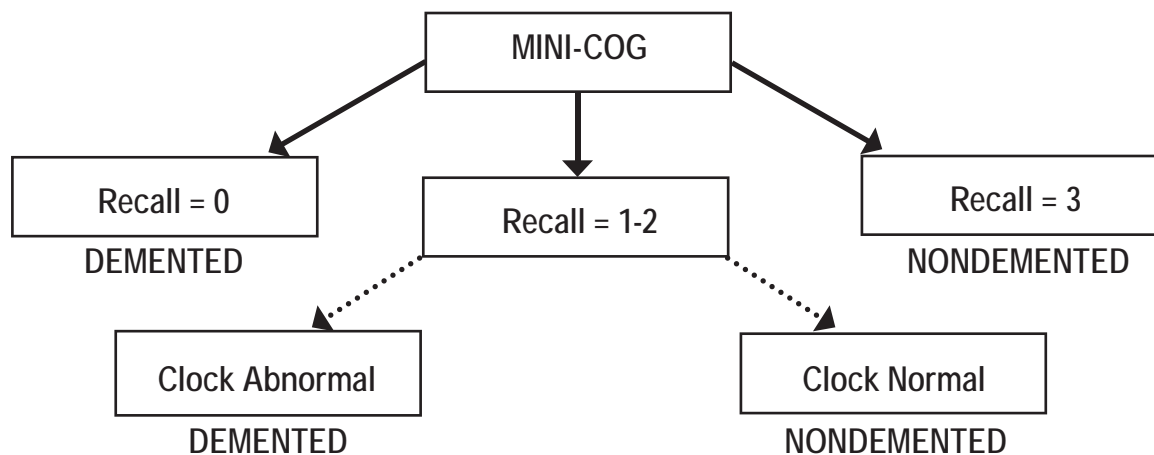 MINI-COG
Recall = 0
DEMENTED
Recall = 1-2
Recall = 3
NONDEMENTED
Clock Abnormal
DEMENTED
Clock Normal
NONDEMENTED